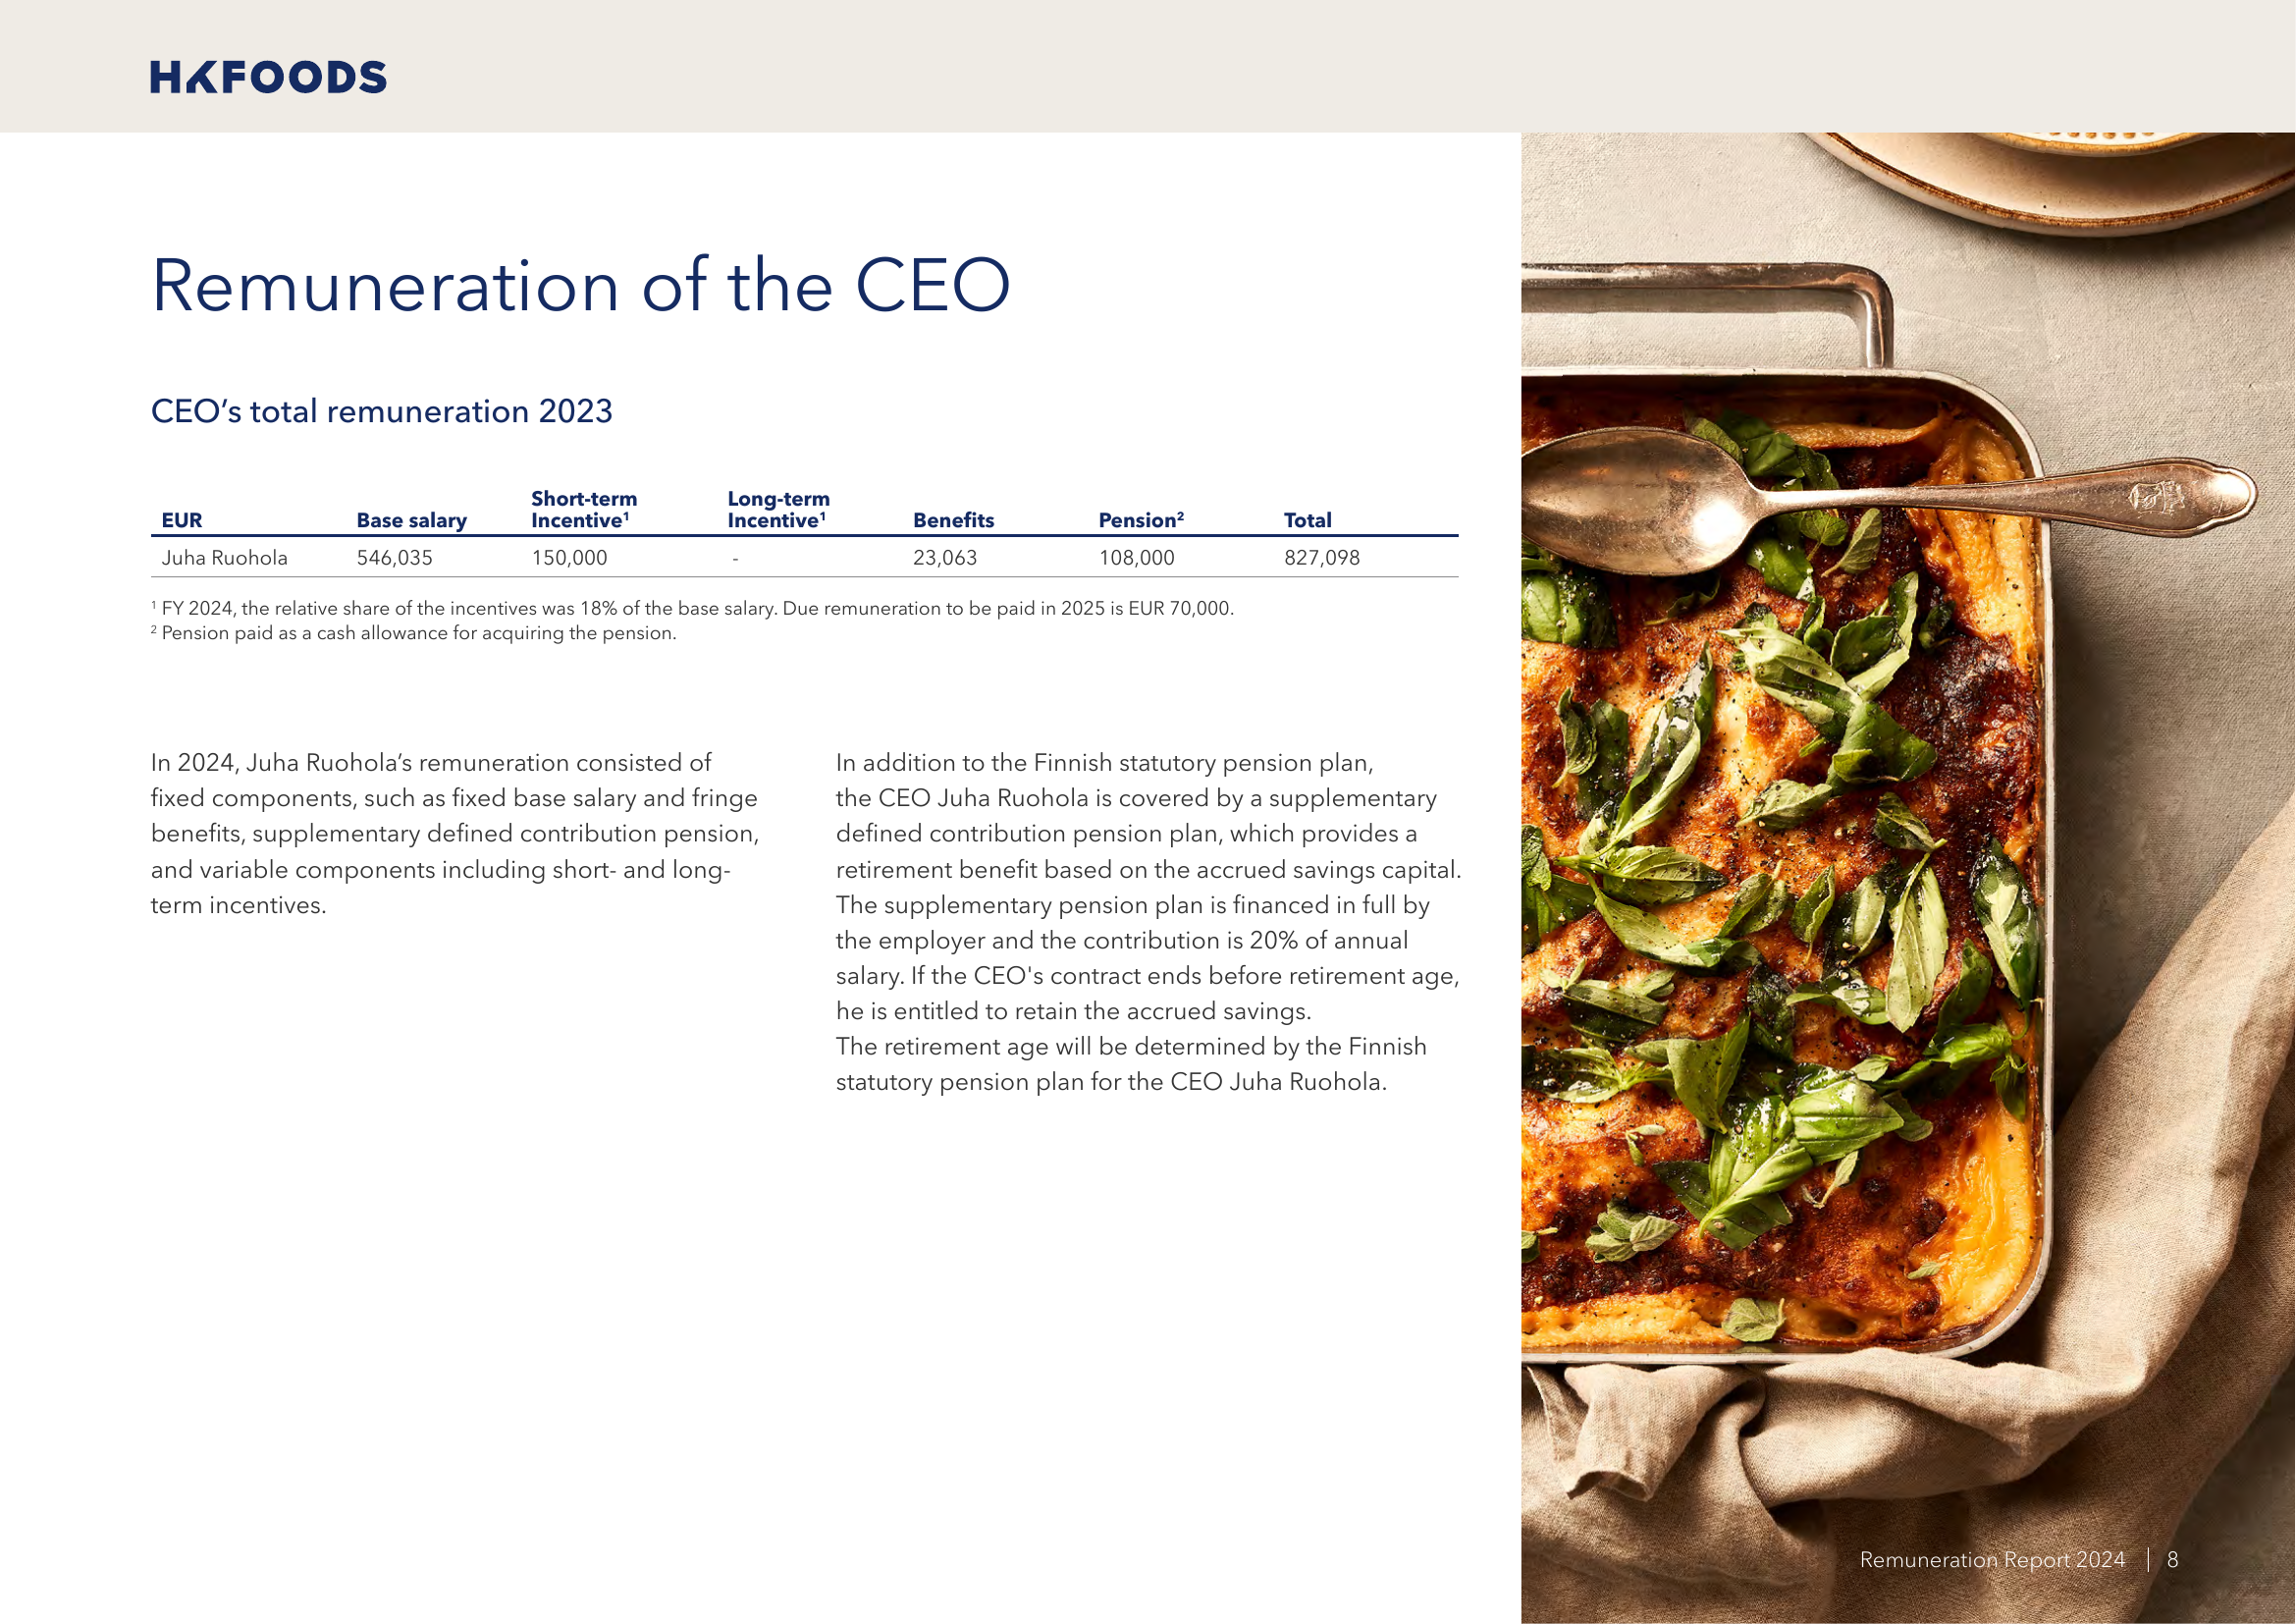 HKFOODS
Remuneration of the CEO
CEO’s total remuneration 2023
EUR Base salary Short-term Incentive¹ Long-term Incentive¹ Benefits Pension² Total
Juha Ruohola 546,035 150,000 - 23,063 108,000 827,098
¹ FY 2024, the relative share of the incentives was 18% of the base salary. Due remuneration to be paid in 2025 is EUR 70,000.
² Pension paid as a cash allowance for acquiring the pension.
In 2024, Juha Ruohola’s remuneration consisted of
fixed components, such as fixed base salary and fringe
benefits, supplementary defined contribution pension,
and variable components including short- and long-
term incentives.
In addition to the Finnish statutory pension plan,
the CEO Juha Ruohola is covered by a supplementary
defined contribution pension plan, which provides a
retirement benefit based on the accrued savings capital.
The supplementary pension plan is financed in full by
the employer and the contribution is 20% of annual
salary. If the CEO's contract ends before retirement age,
he is entitled to retain the accrued savings.
The retirement age will be determined by the Finnish
statutory pension plan for the CEO Juha Ruohola.
Remuneration Report 2024 | 8